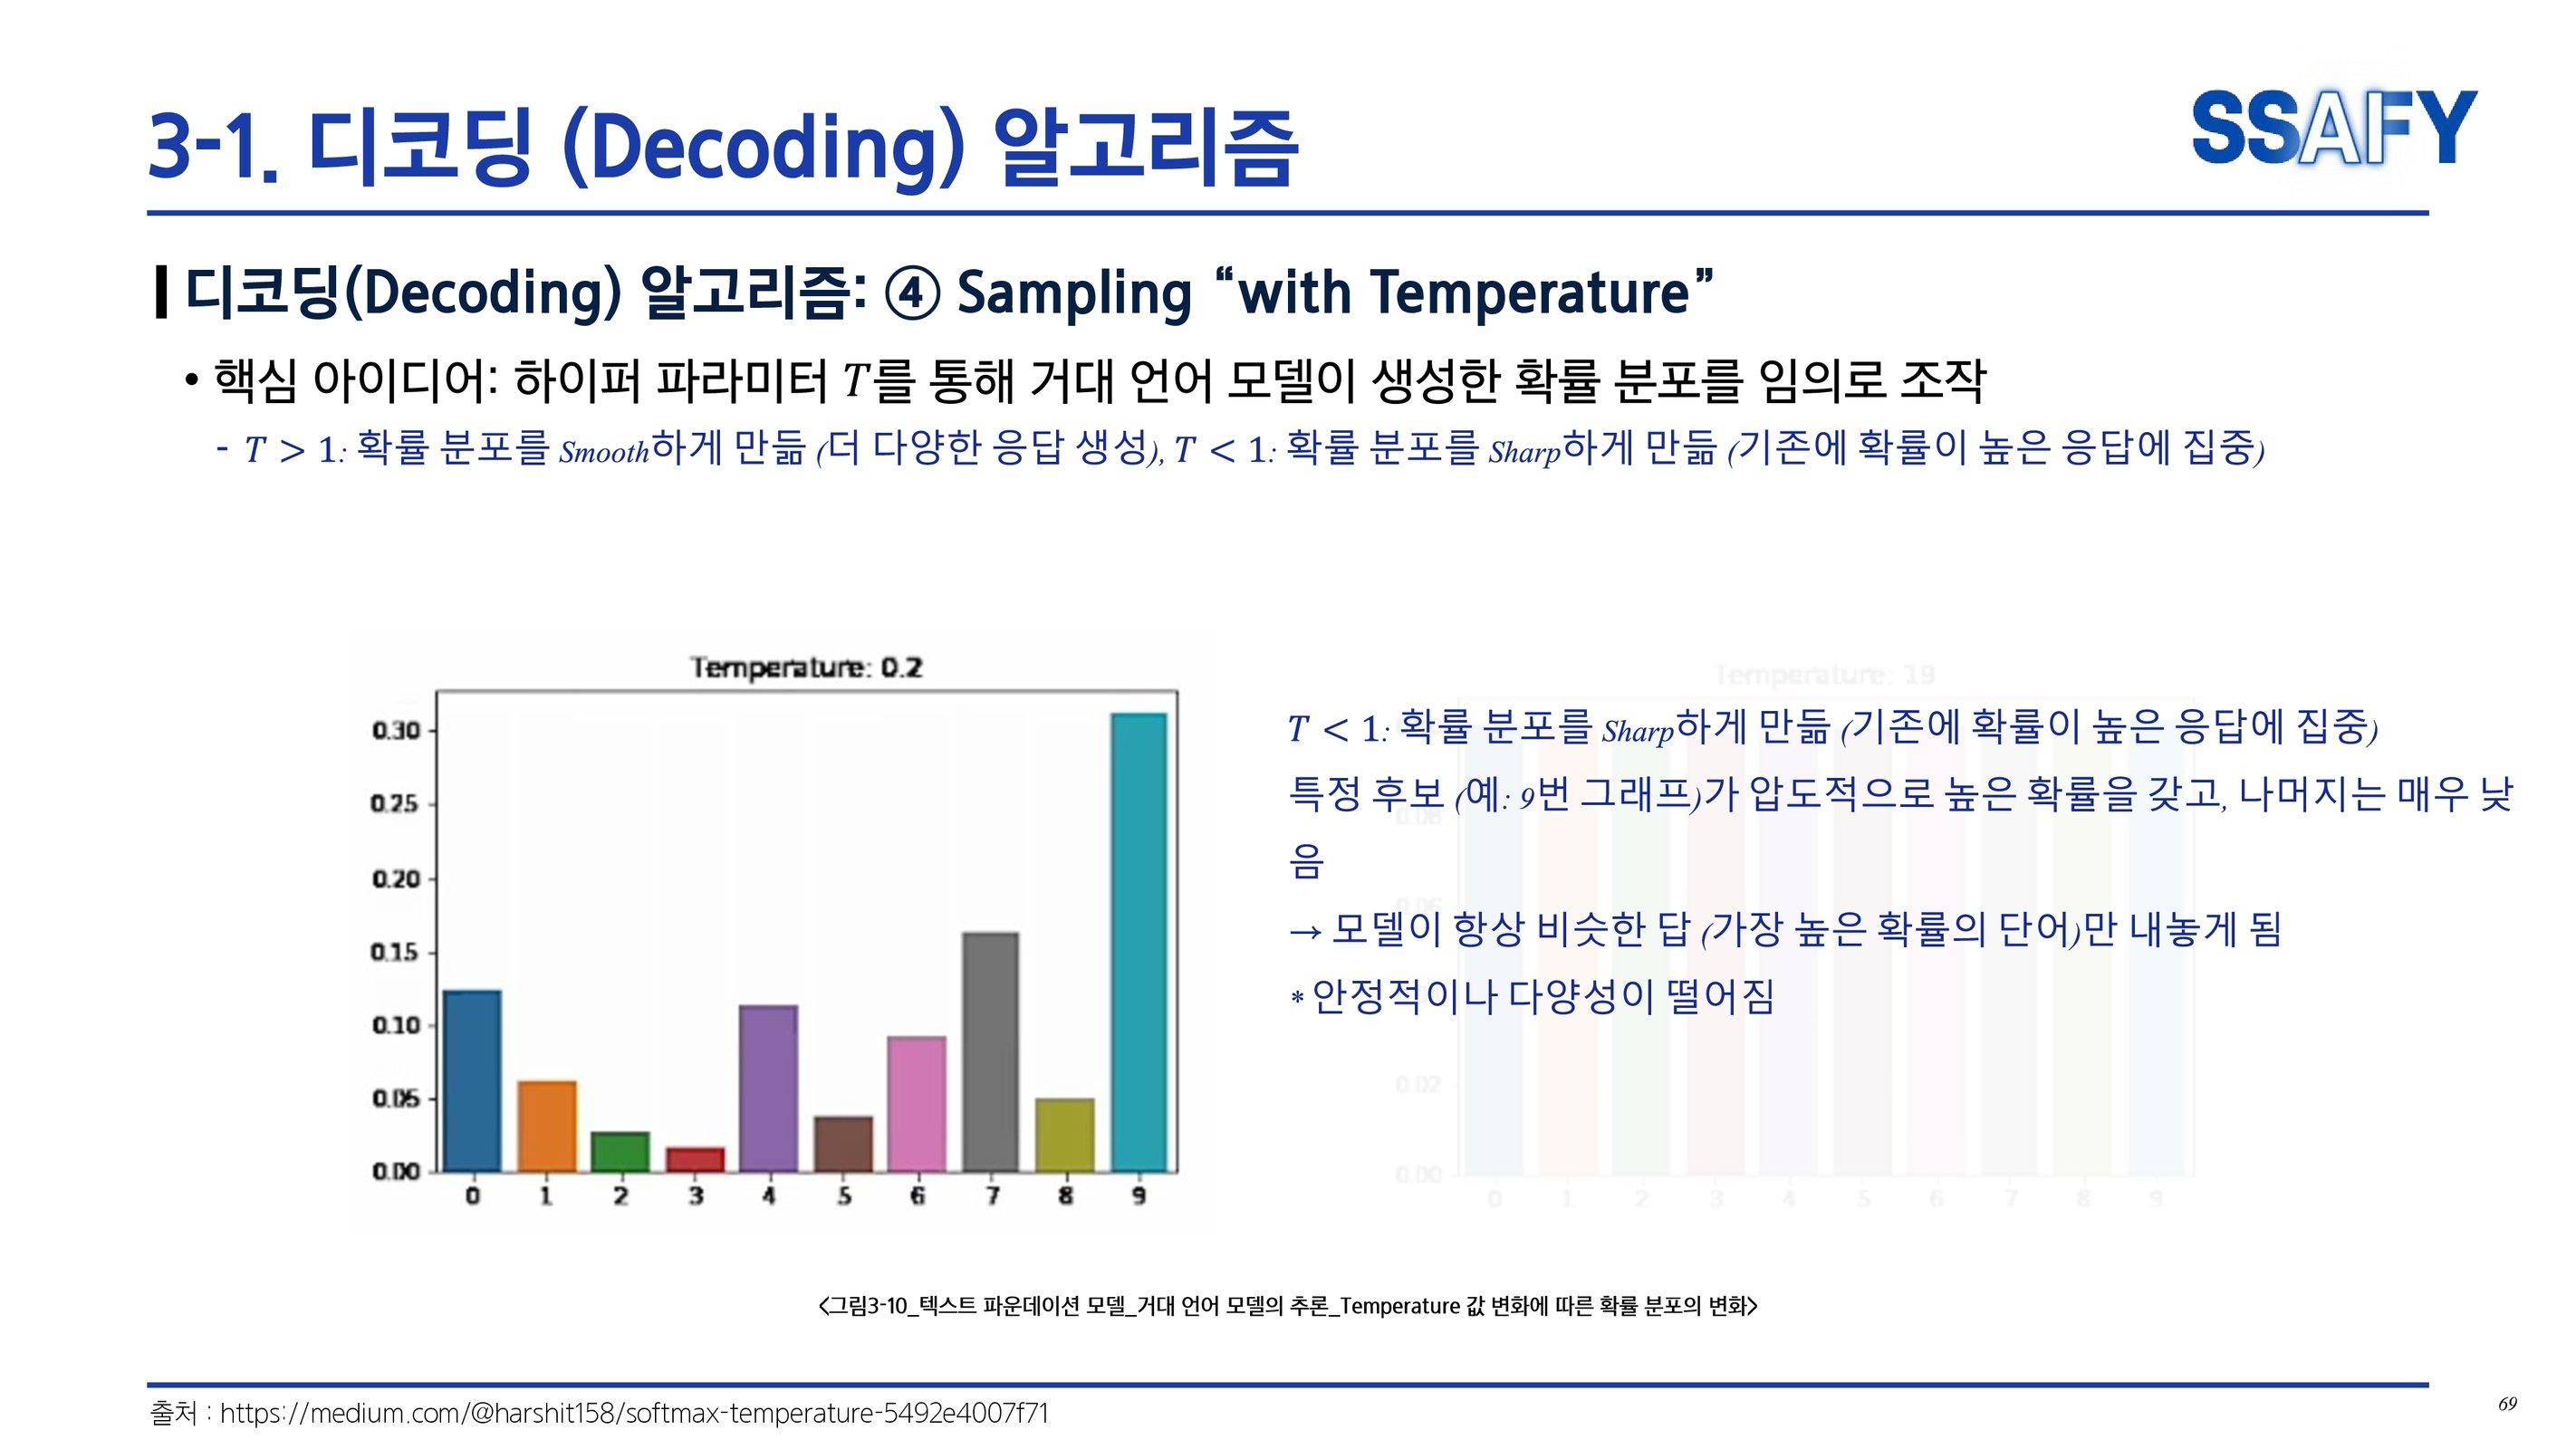 3-1. 디코딩 (Decoding) 알고리즘
SSAFY
디코딩(Decoding) 알고리즘: ④ Sampling “with Temperature”
• 핵심 아이디어: 하이퍼 파라미터 T를 통해 거대 언어 모델이 생성한 확률 분포를 임의로 조작
- T > 1: 확률 분포를 Smooth하게 만듦 (더 다양한 응답 생성), T < 1: 확률 분포를 Sharp하게 만듦 (기존에 확률이 높은 응답에 집중)
Temperature: 0.2
0.30
0.25
0.20
0.15
0.10
0.05
0.00
0 1 2 3 4 5 6 7 8 9
Temperature: 19
0.08
0.06
0.02
0.00
0 1 2 3 4 5 6 7 8 9
T < 1: 확률 분포를 Sharp하게 만듦 (기존에 확률이 높은 응답에 집중)
특정 후보 (예: 9번 그래프)가 압도적으로 높은 확률을 갖고, 나머지는 매우 낮
음
→ 모델이 항상 비슷한 답 (가장 높은 확률의 단어)만 내놓게 됨
* 안정적이나 다양성이 떨어짐
<그림3-10_텍스트 파운데이션 모델_거대 언어 모델의 추론_Temperature 값 변화에 따른 확률 분포의 변화>
출처 : https://medium.com/@harshit158/softmax-temperature-5492e4007f71
69